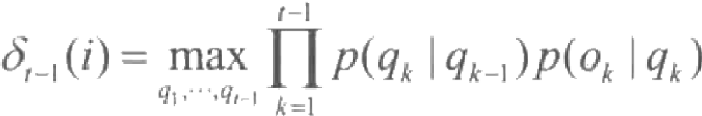 δ_{t-1}(i) = max_{q_1,⋯,q_{t-1}} ∏_{k=1}^{t-1} p(q_k | q_{k-1}) p(o_k | q_k)